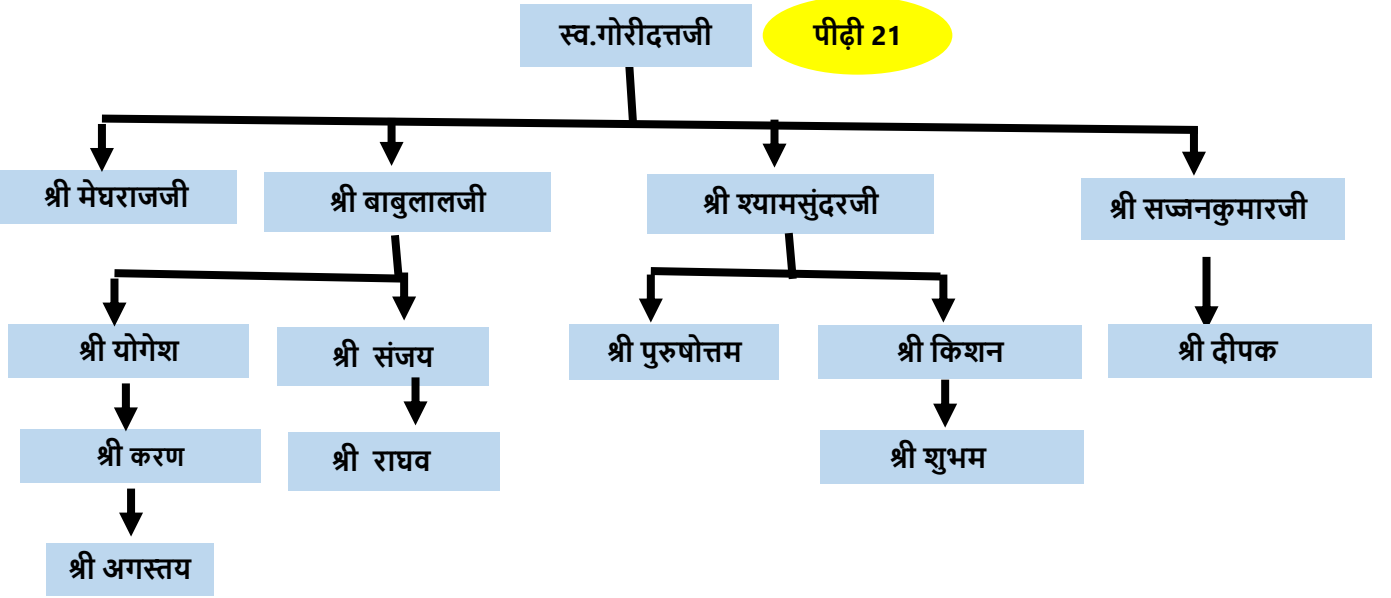 स्व.गोरीदत्तजी
पीढ़ी 21
श्री मेघराजजी
श्री बाबुलालजी
श्री श्यामसुंदरजी
श्री सज्जनकुमारजी
श्री योगेश
श्री संजय
श्री पुरुषोत्तम
श्री किशन
श्री दीपक
श्री करण
श्री राघव
श्री शुभम
श्री अगस्तय